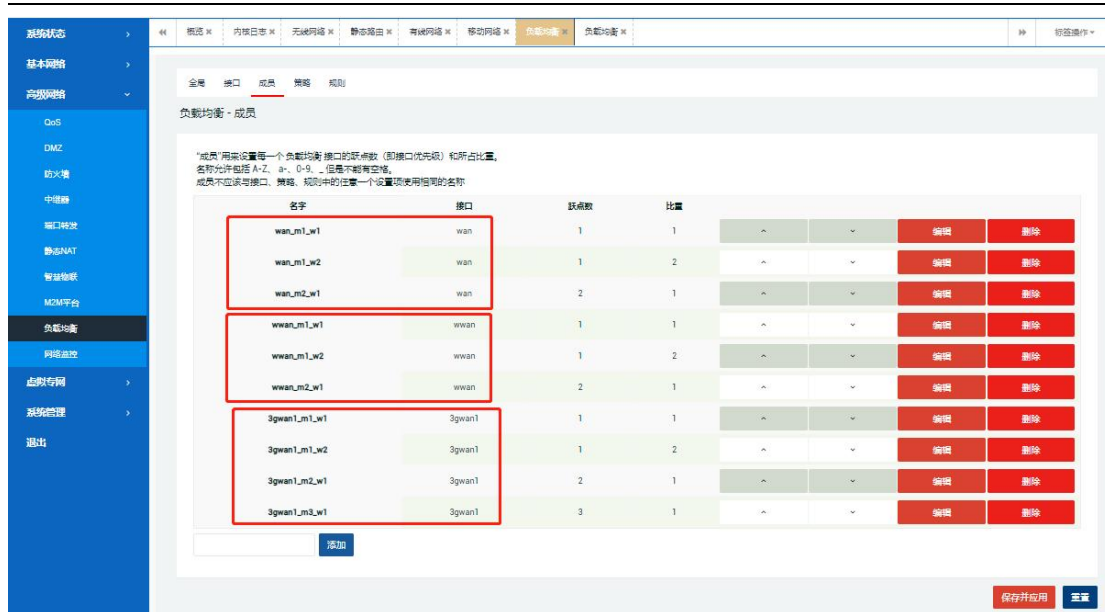 系统状态
基本网络
高级网络
QoS
DMZ
防火墙
中继器
端口转发
静态NAT
智慧物联
M2M平台
负载均衡
网络监控
虚拟专网
系统管理
退出
概览 × 内核日志 × 无线网络 × 静态路由 × 有线网络 × 移动网络 × 负载均衡 × 负载均衡 × 标签操作
全局 接口 成员 策略 规则
负载均衡 - 成员
"成员"用来设置每一个 负载均衡 接口的跃点数（即接口优先级）和所占比重。
名称允许包括 A-Z、 a-、0-9、_ 但是不能有空格。
成员不应该与接口、策略、规则中的任意一个设置项使用相同的名称
名字 接口 跃点数 比重
wan_m1_w1 wan 1 1 编辑 删除
wan_m1_w2 wan 1 2 编辑 删除
wan_m2_w1 wan 2 1 编辑 删除
wwan_m1_w1 wwan 1 1 编辑 删除
wwan_m1_w2 wwan 1 2 编辑 删除
wwan_m2_w1 wwan 2 1 编辑 删除
3gwan1_m1_w1 3gwan1 1 1 编辑 删除
3gwan1_m1_w2 3gwan1 1 2 编辑 删除
3gwan1_m2_w1 3gwan1 2 1 编辑 删除
3gwan1_m3_w1 3gwan1 3 1 编辑 删除
添加
保存并应用 重置